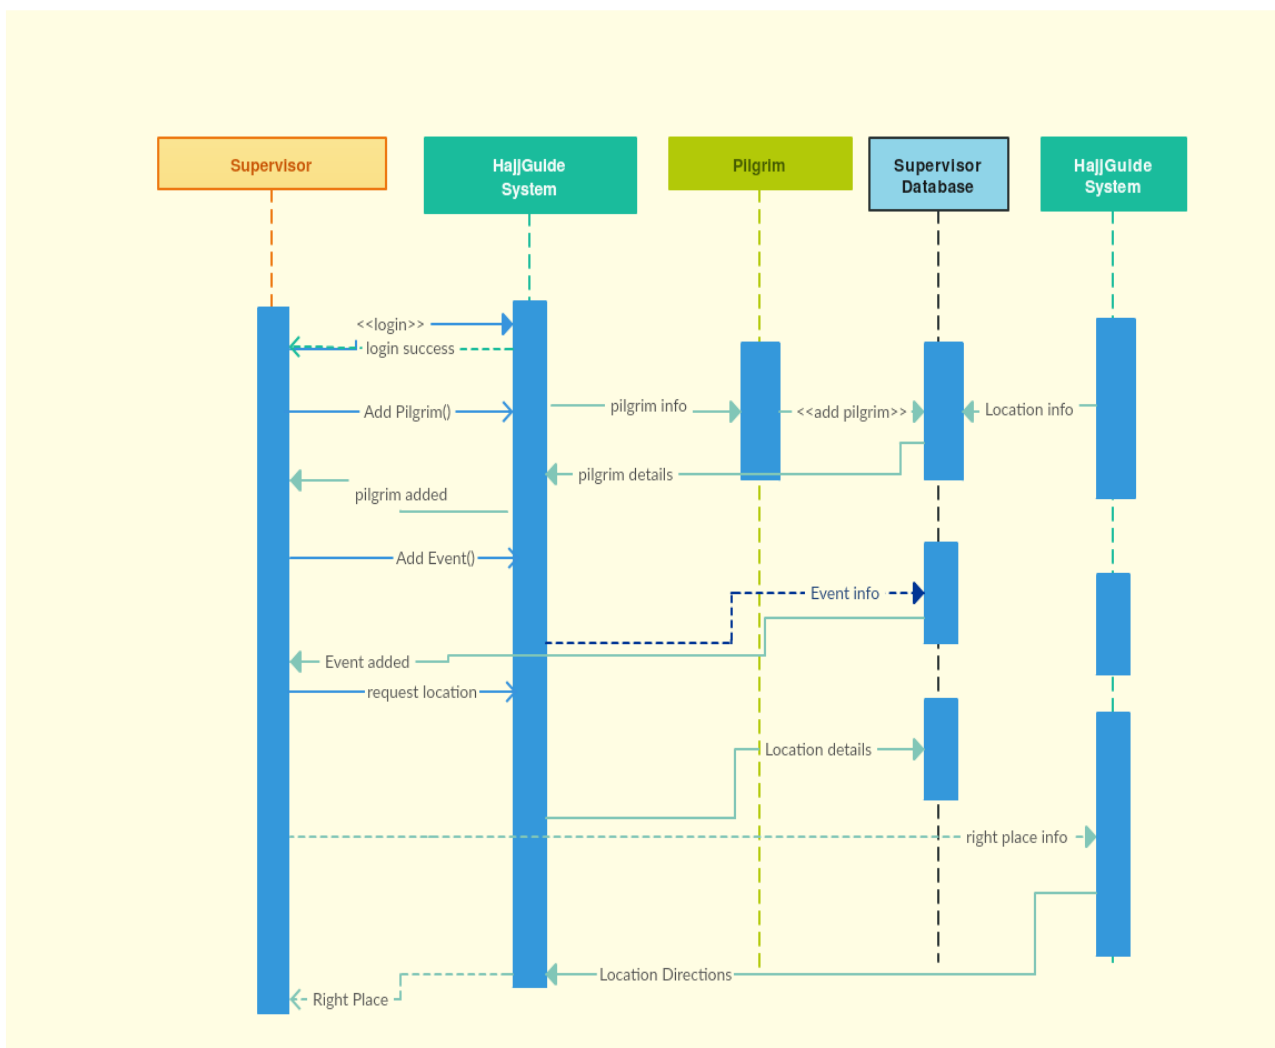 Supervisor
HajjGuide
System
Pilgrim
Supervisor
Database
HajjGuide
System
<<login>>
login success
Add Pilgrim()
pilgrim info
<<add pilgrim>>
Location info
pilgrim details
pilgrim added
Add Event()
Event info
Event added
request location
Location details
right place info
Location Directions
Right Place